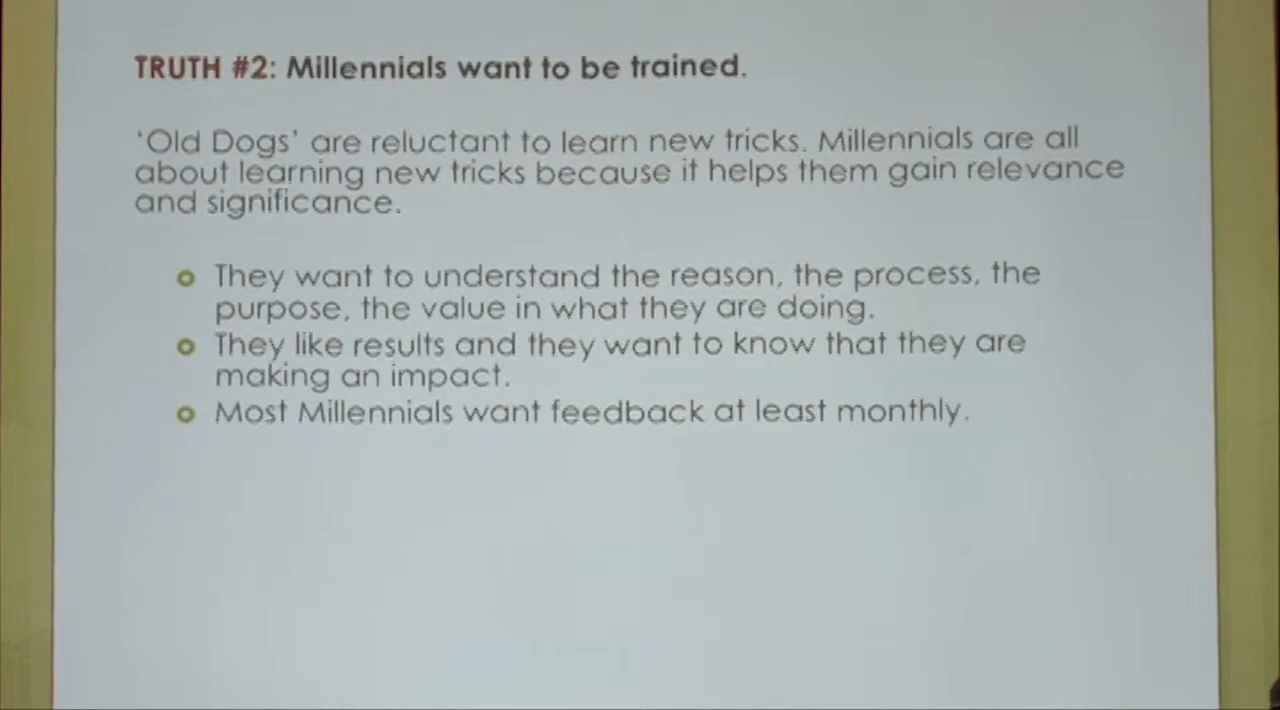 TRUTH #2: Millennials want to be trained.
'Old Dogs' are reluctant to learn new tricks. Millennials are all
about learning new tricks because it helps them gain relevance
and significance.
They want to understand the reason, the process, the
purpose, the value in what they are doing.
They like results and they want to know that they are
making an impact.
Most Millennials want feedback at least monthly.